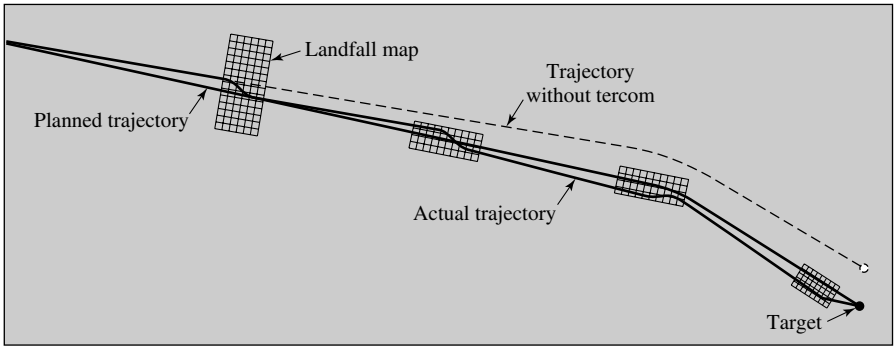 Landfall map
Trajectory
without tercom
Planned trajectory
Actual trajectory
Target